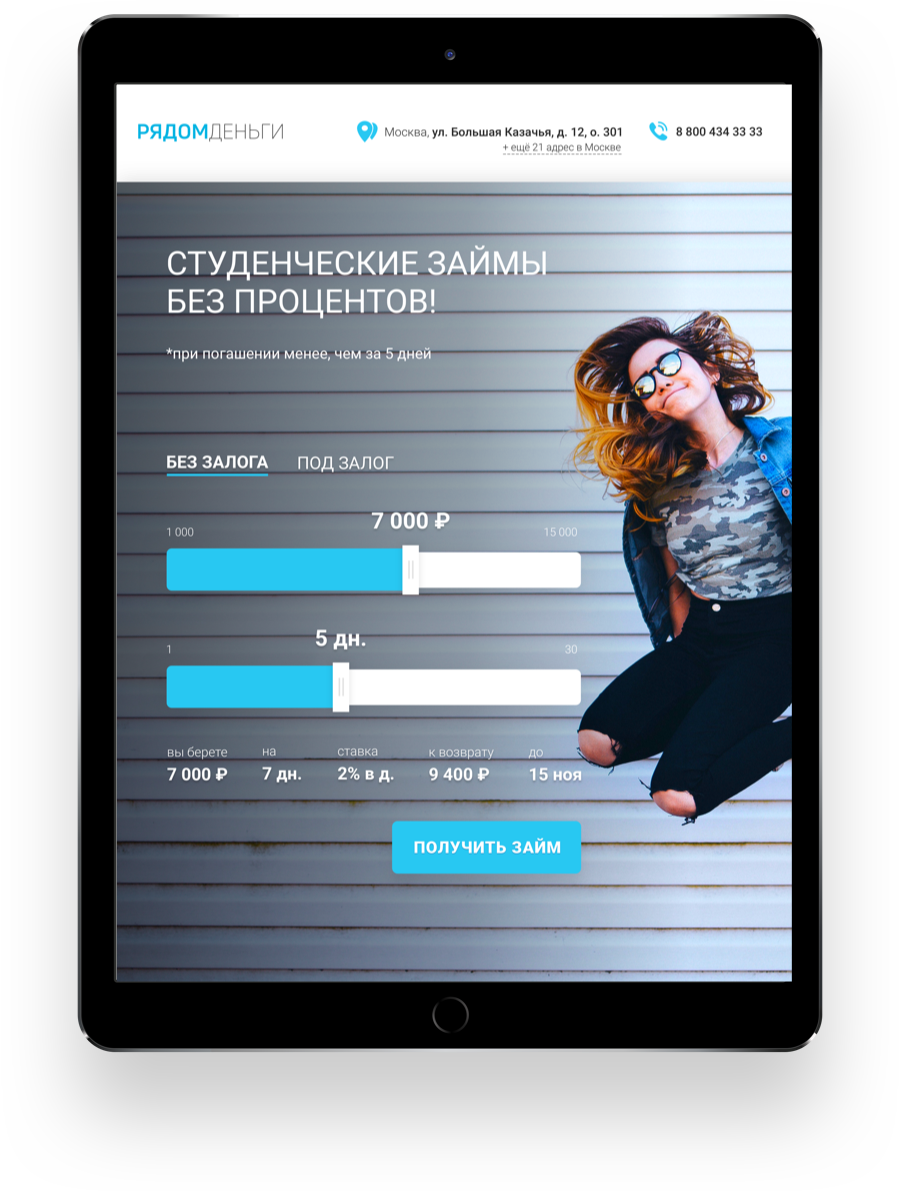 РЯДОМДЕНЬГИ
Москва, ул. Большая Казачья, д. 12, о. 301
+ ещё 21 адрес в Москве
8 800 434 33 33
СТУДЕНЧЕСКИЕ ЗАЙМЫ
БЕЗ ПРОЦЕНТОВ!
*при погашении менее, чем за 5 дней
БЕЗ ЗАЛОГА ПОД ЗАЛОГ
7 000 ₽
1 000 15 000
5 дн.
1 30
вы берете на ставка к возврату до
7 000 ₽ 7 дн. 2% в д. 9 400 ₽ 15 ноя
ПОЛУЧИТЬ ЗАЙМ